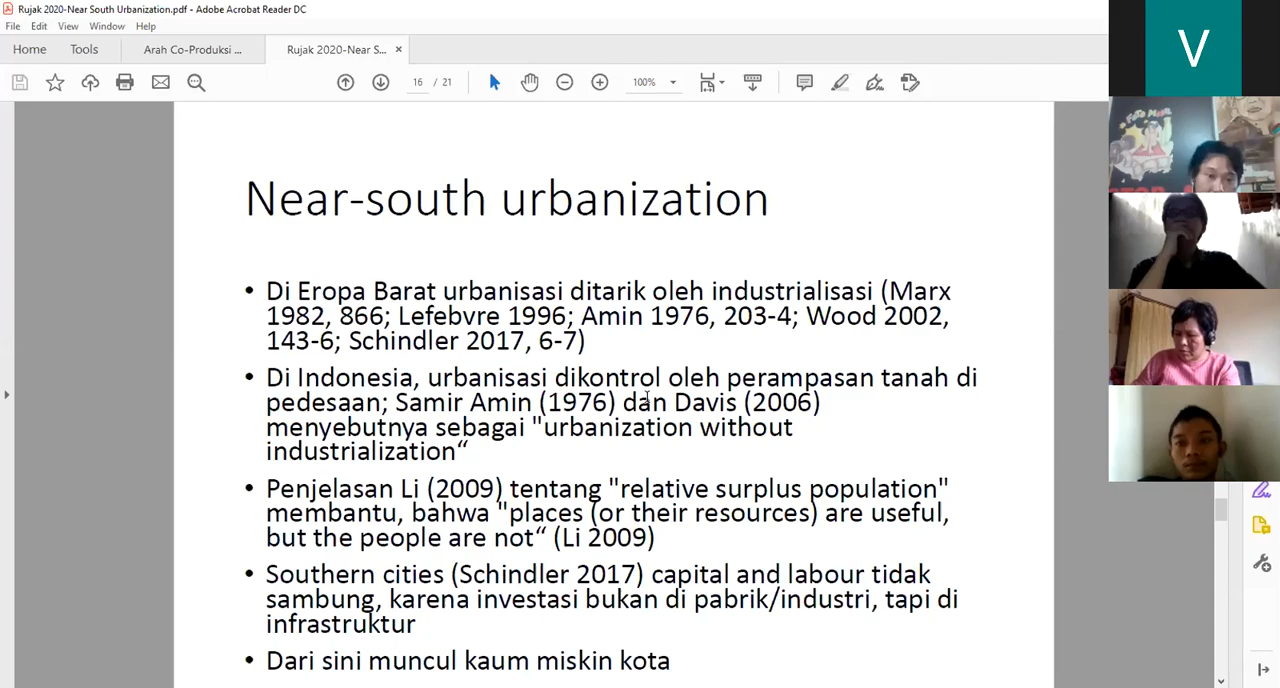 Rujak 2020-Near South Urbanization.pdf - Adobe Acrobat Reader DC
File Edit View Window Help
Home Tools Arah Co-Produksi ... Rujak 2020-Near S... ×
16 / 21 100%
V
FOTO
Near-south urbanization
• Di Eropa Barat urbanisasi ditarik oleh industrialisasi (Marx
1982, 866; Lefebvre 1996; Amin 1976, 203-4; Wood 2002,
143-6; Schindler 2017, 6-7)
• Di Indonesia, urbanisasi dikontrol oleh perampasan tanah di
pedesaan; Samir Amin (1976) dan Davis (2006)
menyebutnya sebagai "urbanization without
industrialization“
• Penjelasan Li (2009) tentang "relative surplus population"
membantu, bahwa "places (or their resources) are useful,
but the people are not“ (Li 2009)
• Southern cities (Schindler 2017) capital and labour tidak
sambung, karena investasi bukan di pabrik/industri, tapi di
infrastruktur
• Dari sini muncul kaum miskin kota